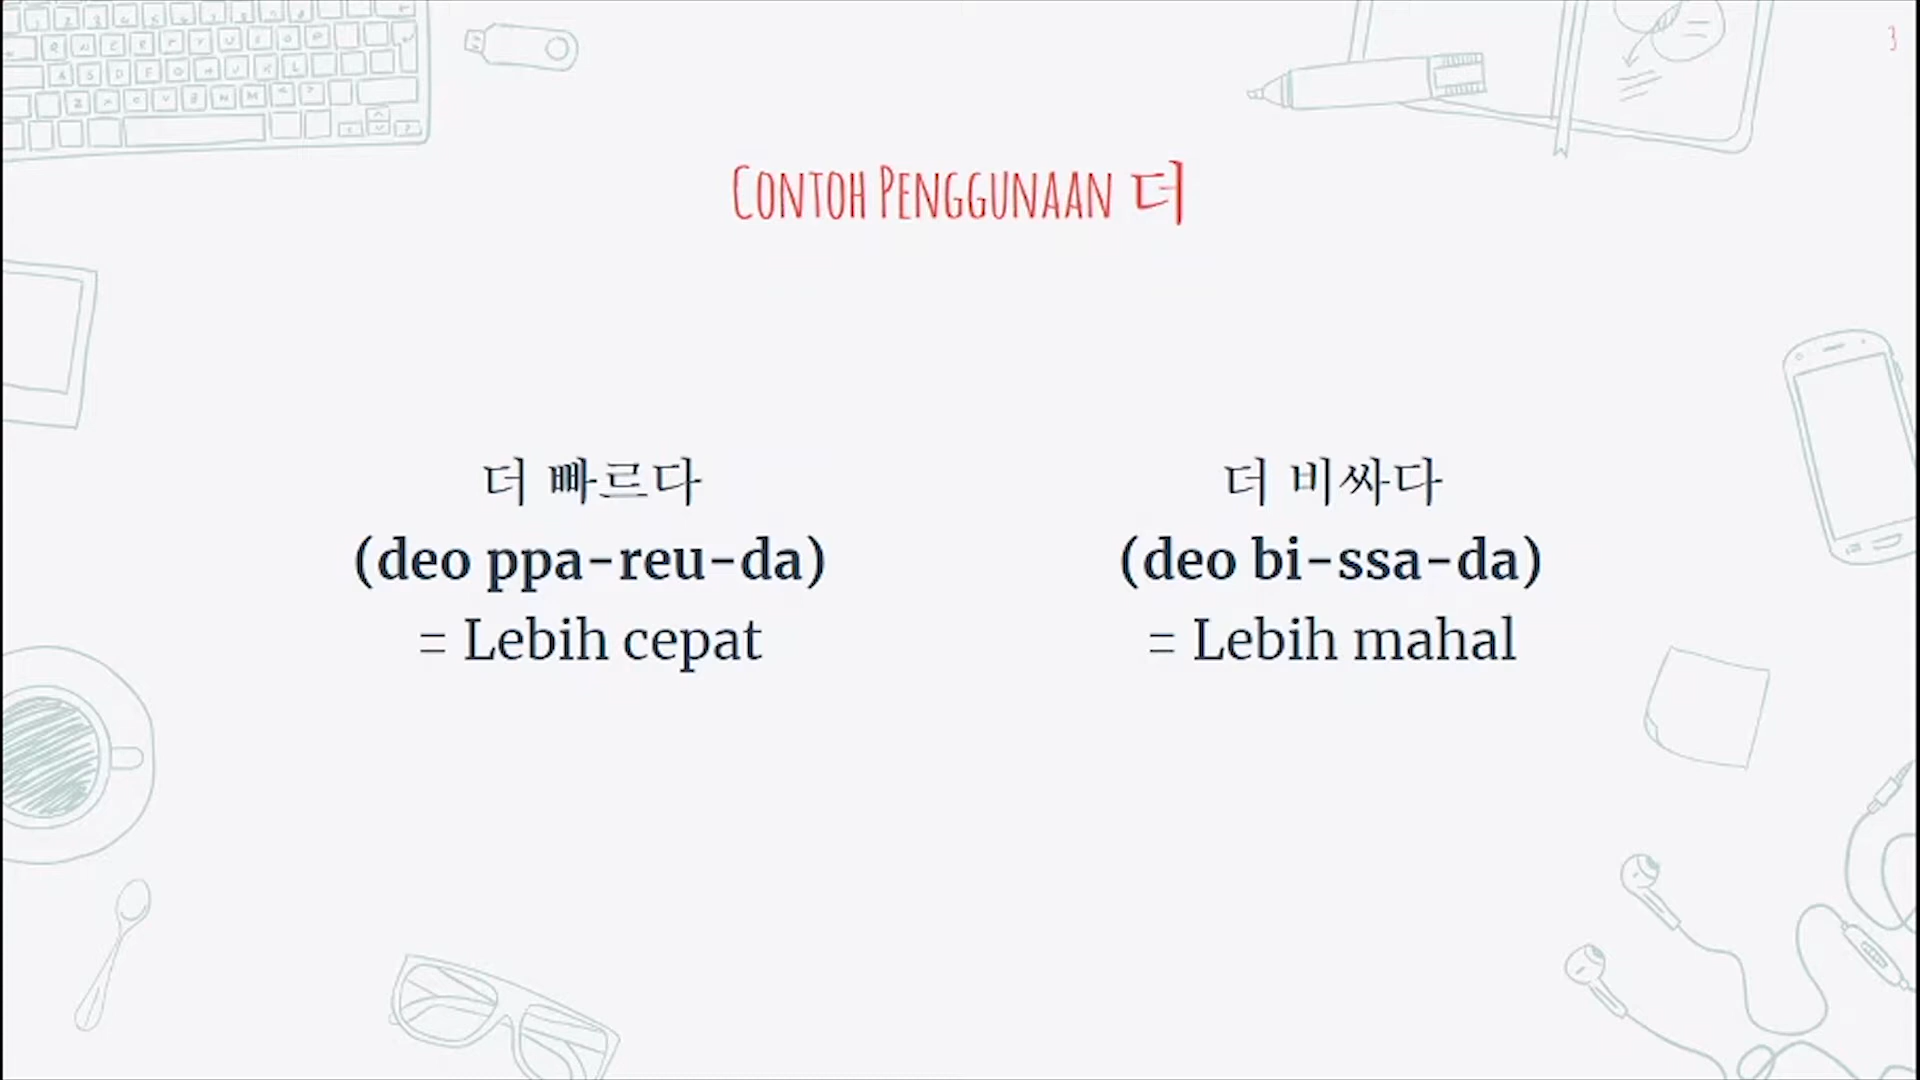 3
CONTOH PENGGUNAAN 더
더 빠르다
(deo ppa-reu-da)
= Lebih cepat
더 비싸다
(deo bi-ssa-da)
= Lebih mahal